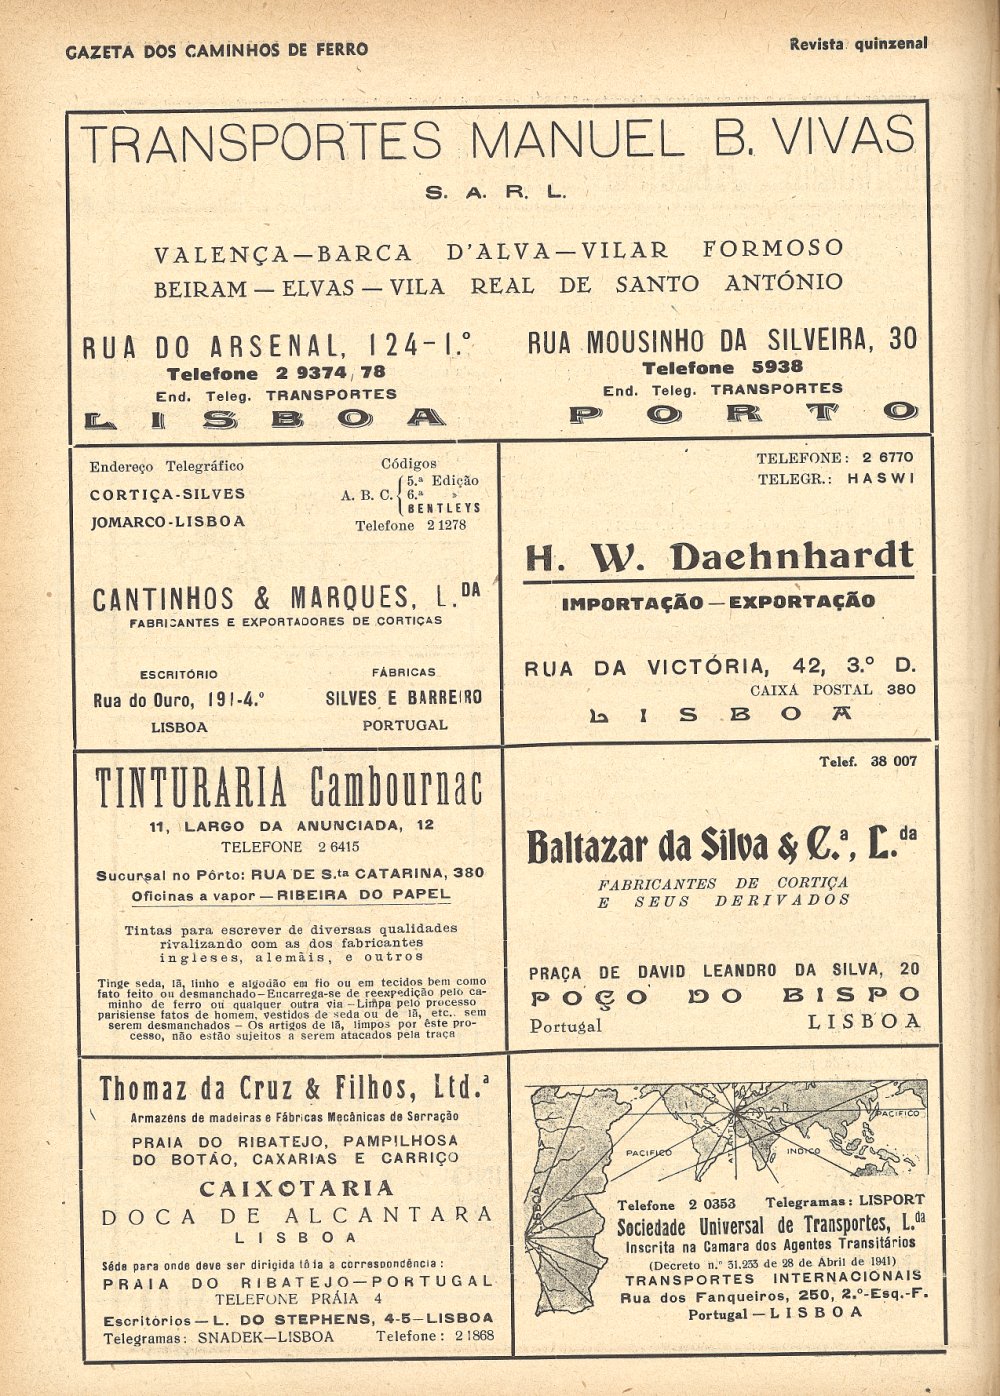 GAZETA DOS CAMINHOS DE FERRO
Revista quinzenal
TRANSPORTES MANUEL B. VIVAS
S. A. R. L.
VALENÇA—BARCA D'ALVA—VILAR FORMOSO
BEIRAM — ELVAS — VILA REAL DE SANTO ANTÓNIO
RUA DO ARSENAL, 124-1.º
Telefone 2 9374/78
End. Teleg. TRANSPORTES
LISBOA
RUA MOUSINHO DA SILVEIRA, 30
Telefone 5938
End. Teleg. TRANSPORTES
PORTO
Endereço Telegráfico
CORTIÇA-SILVES
JOMARCO-LISBOA
Códigos
A. B. C. { 5.ª Edição
6.ª »
BENTLEYS
Telefone 2 1278
CANTINHOS & MARQUES, L.DA
FABRICANTES E EXPORTADORES DE CORTIÇAS
ESCRITÓRIO
Rua do Ouro, 191-4.º
LISBOA
FÁBRICAS
SILVES E BARREIRO
PORTUGAL
TELEFONE: 2 6770
TELEGR.: HASWI
H. W. Daehnhardt
IMPORTAÇÃO — EXPORTAÇÃO
RUA DA VICTÓRIA, 42, 3.º D.
CAIXÁ POSTAL 380
LISBOA
TINTURARIA Cambournac
11, LARGO DA ANUNCIADA, 12
TELEFONE 2 6415
Sucursal no Pôrto: RUA DE S.ta CATARINA, 380
Oficinas a vapor — RIBEIRA DO PAPEL
Tintas para escrever de diversas qualidades
rivalizando com as dos fabricantes
ingleses, alemãis, e outros
Tinge seda, lã, linho e algodão em fio ou em tecidos bem como
fato feito ou desmanchado — Encarrega-se de reexpedição pelo ca-
minho de ferro ou qualquer outra via — Limpa pelo processo
parisiense fatos de homem, vestidos de seda ou de lã, etc., sem
serem desmanchados — Os artigos de lã, limpos por êste pro-
cesso, não estão sujeitos a serem atacados pela traça
Telef. 38 007
Baltazar da Silva & C.ª, L.da
FABRICANTES DE CORTIÇA
E SEUS DERIVADOS
PRAÇA DE DAVID LEANDRO DA SILVA, 20
POÇO DO BISPO
Portugal LISBOA
Thomaz da Cruz & Filhos, Ltd.ª
Armazens de madeiras e Fábricas Mecânicas de Serração
PRAIA DO RIBATEJO, PAMPILHOSA
DO BOTÃO, CAXARIAS E CARRIÇO
CAIXOTARIA
DOCA DE ALCANTARA
LISBOA
Séde para onde deve ser dirigida tôda a correspondência:
PRAIA DO RIBATEJO—PORTUGAL
TELEFONE PRÁIA 4
Escritórios — L. DO STEPHENS, 4-5 — LISBOA
Telegramas: SNADEK—LISBOA Telefone: 2 1868
PACIFICO
ATLANTICO
INDICO
PACIFICO
LISBOA
Telefone 2 0353 Telegramas: LISPORT
Sociedade Universal de Transportes, L.da
Inscrita na Camara dos Agentes Transitários
(Decreto n.º 31.233 de 28 de Abril de 1941)
TRANSPORTES INTERNACIONAIS
Rua dos Fanqueiros, 250, 2.º-Esq.-F.
Portugal — LISBOA